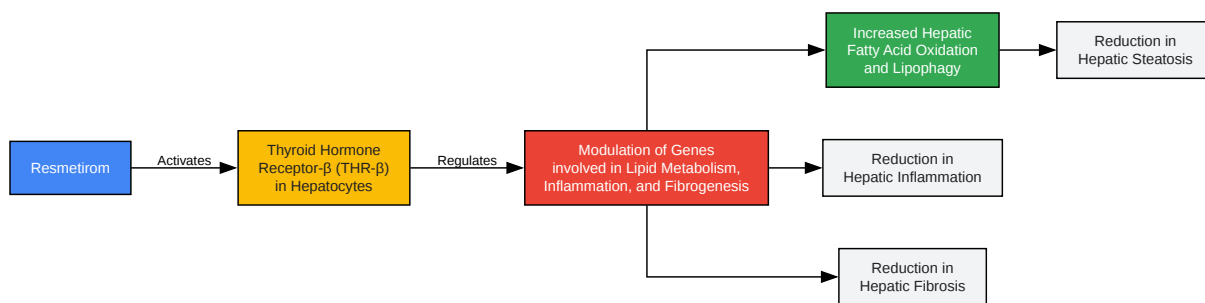 Resmetirom
Activates
Thyroid Hormone
Receptor-β (THR-β)
in Hepatocytes
Regulates
Modulation of Genes
involved in Lipid Metabolism,
Inflammation, and Fibrogenesis
Increased Hepatic
Fatty Acid Oxidation
and Lipophagy
Reduction in
Hepatic Steatosis
Reduction in
Hepatic Inflammation
Reduction in
Hepatic Fibrosis